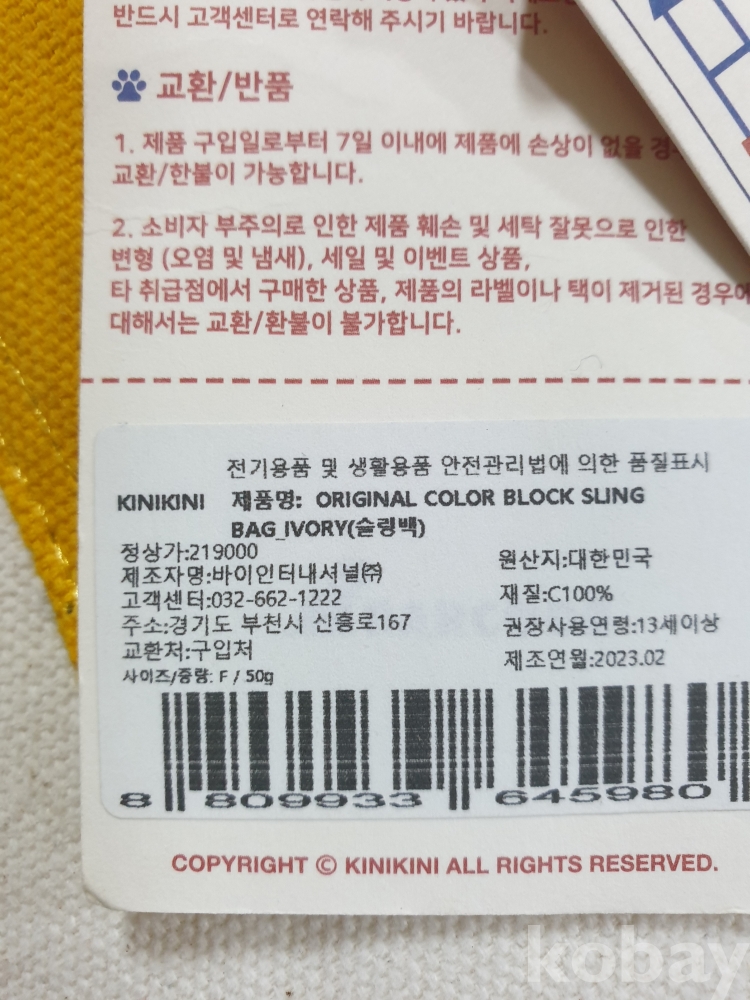 반드시 고객센터로 연락해 주시기 바랍니다.
교환/반품
1. 제품 구입일로부터 7일 이내에 제품에 손상이 없을 경우
교환/한불이 가능합니다.
2. 소비자 부주의로 인한 제품 훼손 및 세탁 잘못으로 인한
변형 (오염 및 냄새), 세일 및 이벤트 상품,
타 취급점에서 구매한 상품, 제품의 라벨이나 택이 제거된 경우에
대해서는 교환/환불이 불가합니다.
전기용품 및 생활용품 안전관리법에 의한 품질표시
KINIKINI 제품명: ORIGINAL COLOR BLOCK SLING
BAG_IVORY(슬링백)
정상가:219000
원산지:대한민국
제조자명:바이인터내셔널㈜
재질:C100%
고객센터:032-662-1222
주소:경기도 부천시 신흥로167
권장사용연령:13세이상
교환처:구입처
제조연월:2023.02
사이즈/중량: F / 50g
8 809933 645980
COPYRIGHT © KINIKINI ALL RIGHTS RESERVED.
kobay